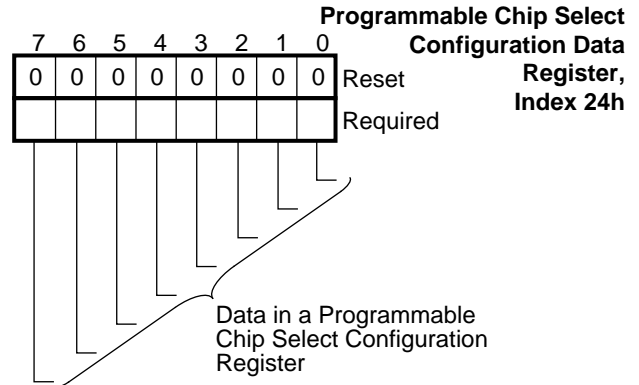 Programmable Chip Select
Configuration Data
Register,
Index 24h
7 6 5 4 3 2 1 0
0 0 0 0 0 0 0 0 Reset
Required
Data in a Programmable
Chip Select Configuration
Register